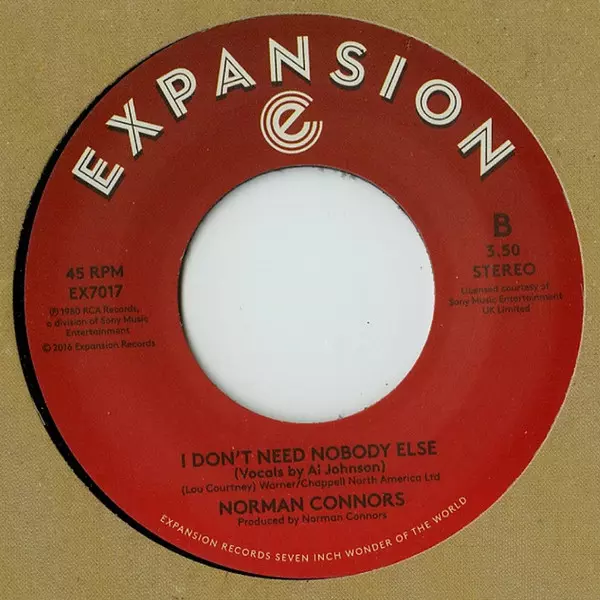 EXPANSION
e
45 RPM
EX7017
℗ 1980 RCA Records,
a division of Sony Music
Entertainment.
© 2016 Expansion Records
B
3.50
STEREO
Licensed courtesy of
Sony Music Entertainment
UK Limited
I DON'T NEED NOBODY ELSE
(Vocals by Al Johnson)
(Lou Courtney) Warner/Chappell North America Ltd
NORMAN CONNORS
Produced by Norman Connors
EXPANSION RECORDS SEVEN INCH WONDER OF THE WORLD